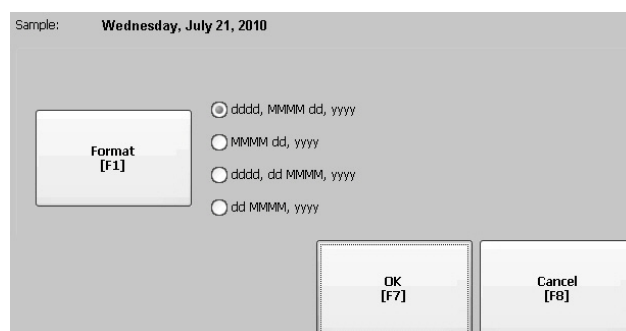 Sample: Wednesday, July 21, 2010
dddd, MMMM dd, yyyy
MMMM dd, yyyy
Format
[F1]
dddd, dd MMMM, yyyy
dd MMMM, yyyy
OK
[F7]
Cancel
[F8]